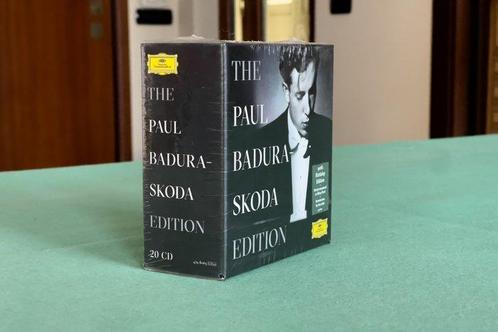 THE
PAUL
BADURA-
SKODA
EDITION
20 CD
THE
PAUL
BADURA-
SKODA
EDITION